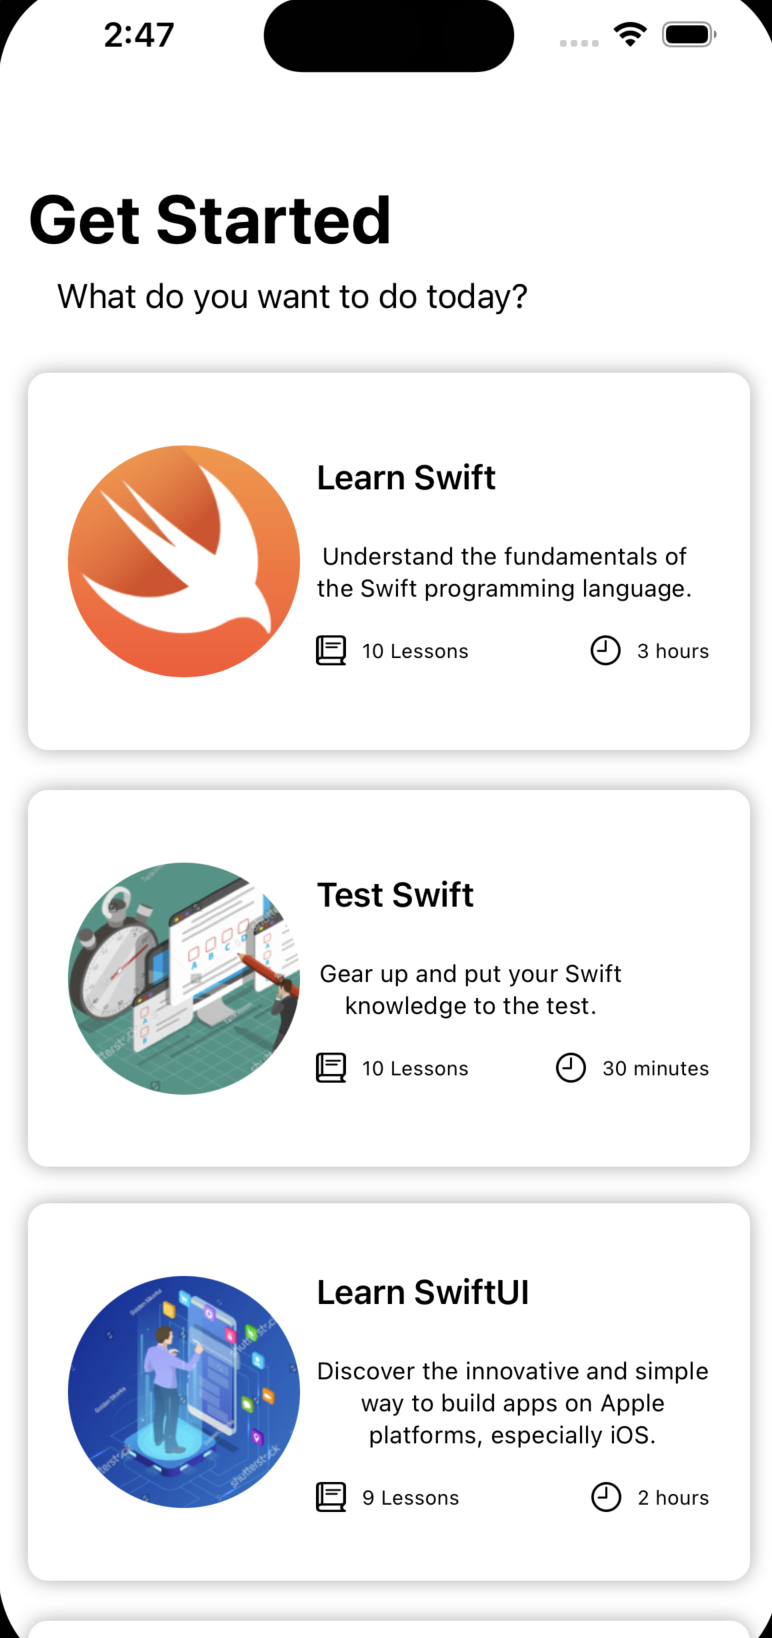 2:47
Get Started
What do you want to do today?
Learn Swift
Understand the fundamentals of
the Swift programming language.
10 Lessons
3 hours
Test Swift
Gear up and put your Swift
knowledge to the test.
10 Lessons
30 minutes
Learn SwiftUI
Discover the innovative and simple
way to build apps on Apple
platforms, especially iOS.
9 Lessons
2 hours